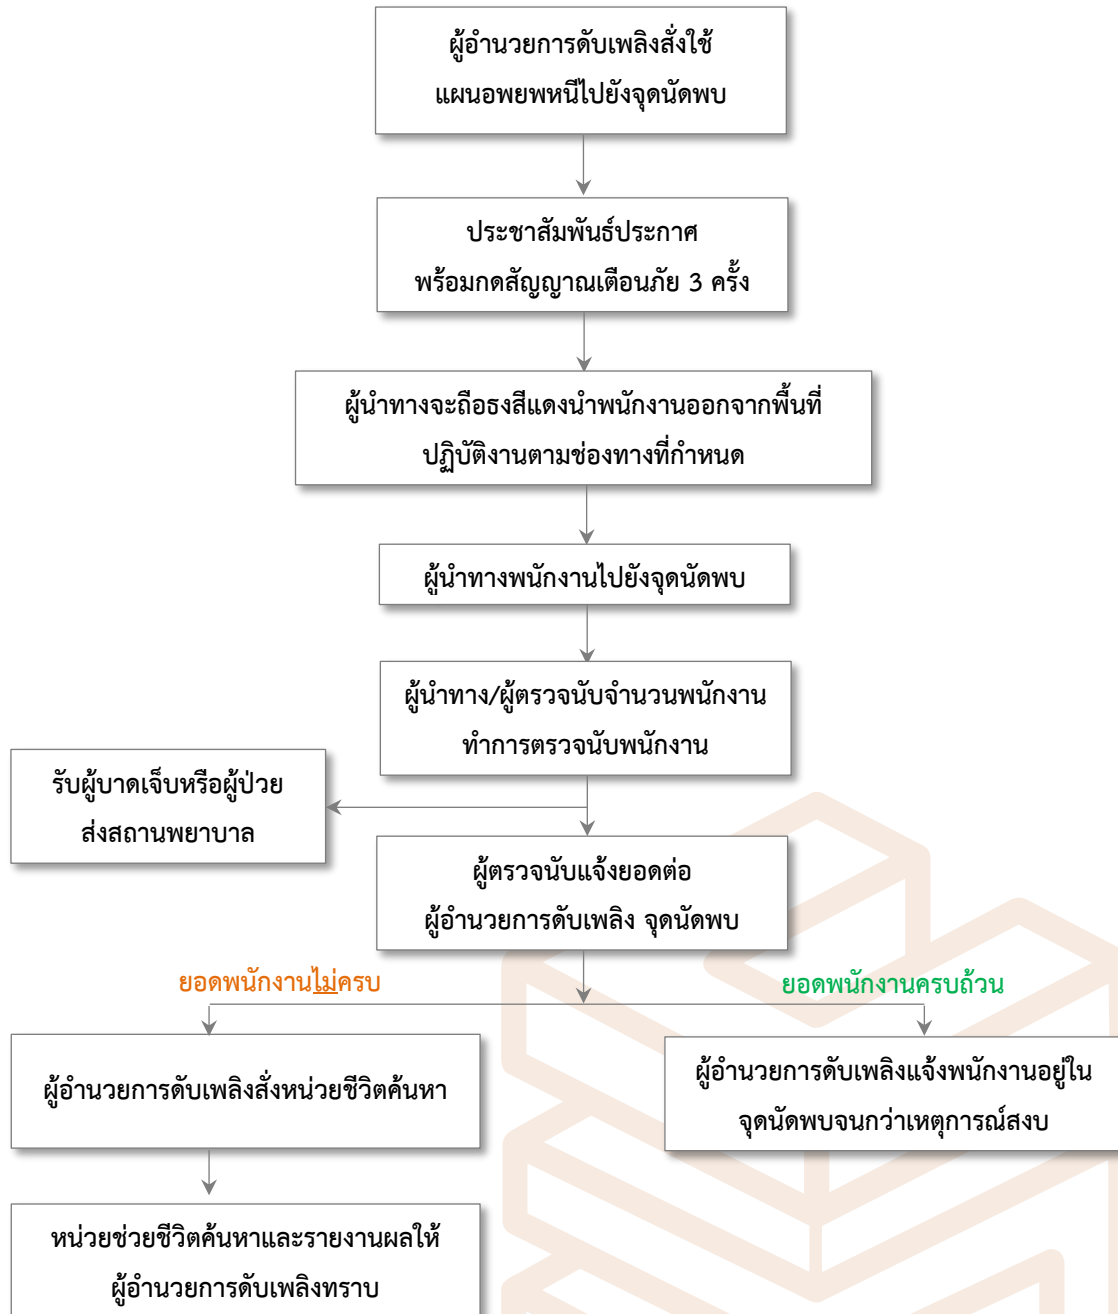 ผู้อำนวยการดับเพลิงสั่งใช้
แผนอพยพหนีไปยังจุดนัดพบ
ประชาสัมพันธ์ประกาศ
พร้อมกดสัญญาณเตือนภัย 3 ครั้ง
ผู้นำทางจะถือธงสีแดงนำพนักงานออกจากพื้นที่
ปฏิบัติงานตามช่องทางที่กำหนด
ผู้นำทางพนักงานไปยังจุดนัดพบ
ผู้นำทาง/ผู้ตรวจนับจำนวนพนักงาน
ทำการตรวจนับพนักงาน
รับผู้บาดเจ็บหรือผู้ป่วย
ส่งสถานพยาบาล
ผู้ตรวจนับแจ้งยอดต่อ
ผู้อำนวยการดับเพลิง จุดนัดพบ
ยอดพนักงานไม่ครบ
ยอดพนักงานครบถ้วน
ผู้อำนวยการดับเพลิงสั่งหน่วยชีวิตค้นหา
ผู้อำนวยการดับเพลิงแจ้งพนักงานอยู่ใน
จุดนัดพบจนกว่าเหตุการณ์สงบ
หน่วยช่วยชีวิตค้นหาและรายงานผลให้
ผู้อำนวยการดับเพลิงทราบ